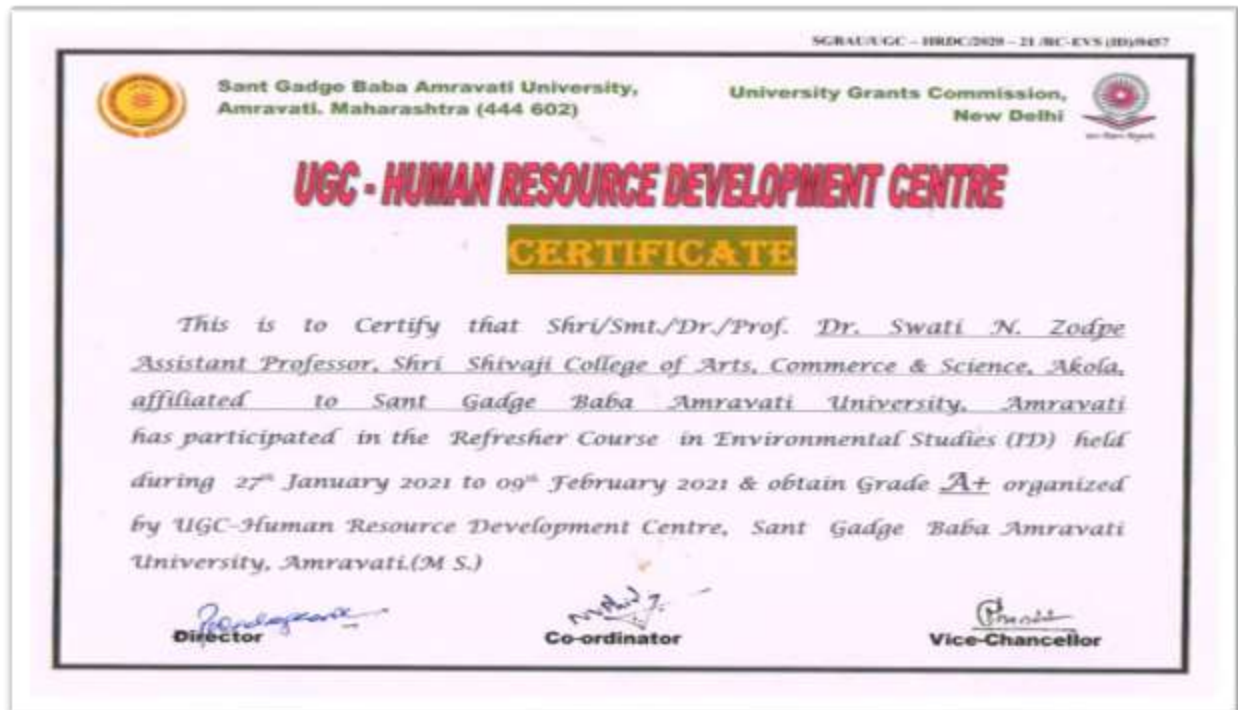 SGBAU/UGC – HRDC/2020 – 21 /RC-EVS (ID)/9457
Sant Gadge Baba Amravati University,
Amravati. Maharashtra (444 602)
University Grants Commission,
New Delhi
UGC - HUMAN RESOURCE DEVELOPMENT CENTRE
CERTIFICATE
This is to Certify that Shri/Smt./Dr./Prof. Dr. Swati N. Zodpe
Assistant Professor, Shri Shivaji College of Arts, Commerce & Science, Akola,
affiliated to Sant Gadge Baba Amravati University, Amravati
has participated in the Refresher Course in Environmental Studies (ID) held
during 27th January 2021 to 09th February 2021 & obtain Grade A+ organized
by UGC-Human Resource Development Centre, Sant Gadge Baba Amravati
University, Amravati.(M S.)
Director
Co-ordinator
Vice-Chancellor